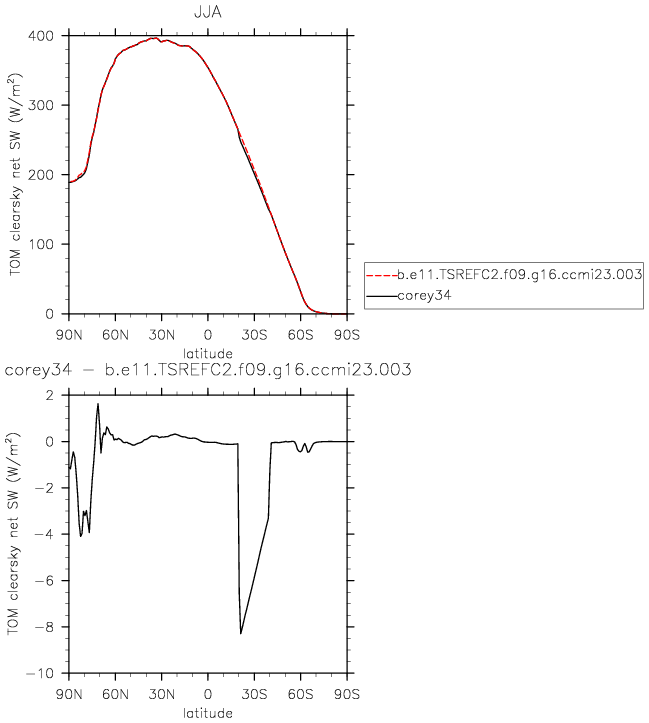 JJA
TOM clearsky net SW (W/m²)
400
300
200
100
0
90N 60N 30N 0 30S 60S 90S
latitude
b.e11.TSREFC2.f09.g16.ccmi23.003
corey34
corey34 − b.e11.TSREFC2.f09.g16.ccmi23.003
TOM clearsky net SW (W/m²)
2
0
−2
−4
−6
−8
−10
90N 60N 30N 0 30S 60S 90S
latitude